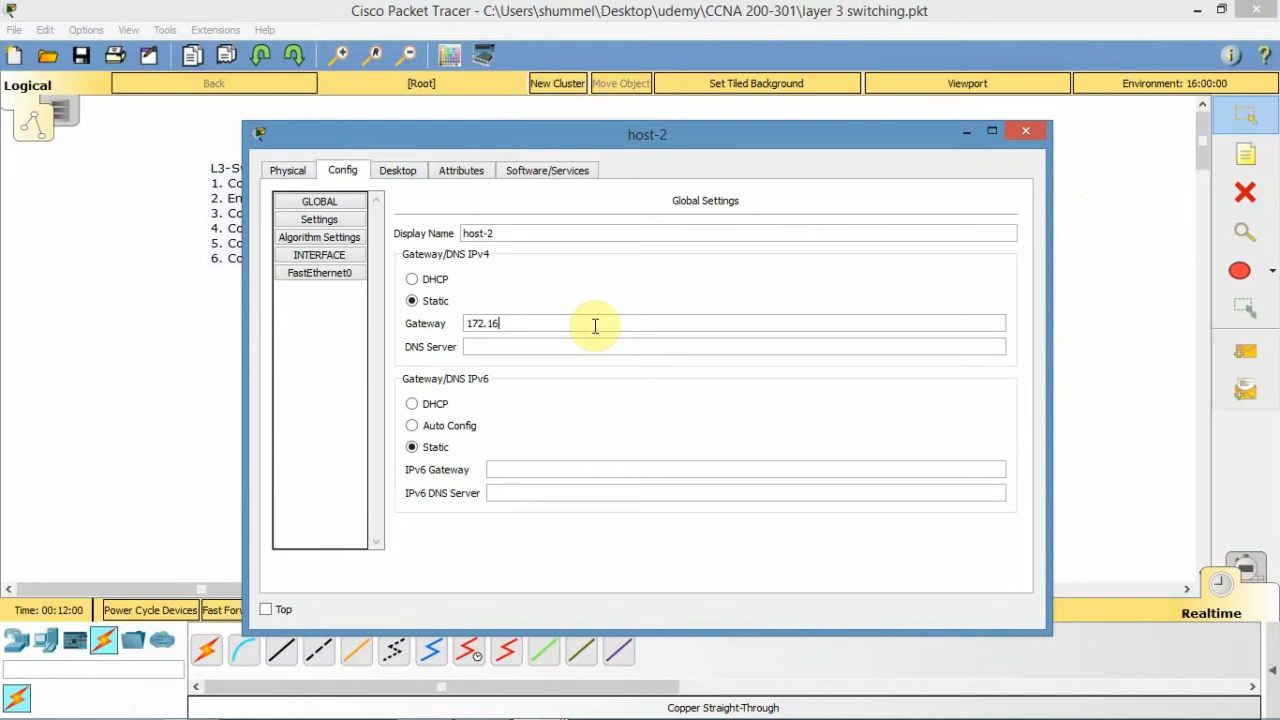 Cisco Packet Tracer - C:\Users\shummel\Desktop\udemy\CCNA 200-301\layer 3 switching.pkt
File Edit Options View Tools Extensions Help
Logical Back [Root] New Cluster Move Object Set Tiled Background Viewport Environment: 16:00:00
host-2
Physical Config Desktop Attributes Software/Services
L3-Sw
1. Co
2. En
3. Co
4. Co
5. Co
6. Co
GLOBAL
Settings
Algorithm Settings
INTERFACE
FastEthernet0
Global Settings
Display Name host-2
Gateway/DNS IPv4
DHCP
Static
Gateway 172.16
DNS Server
Gateway/DNS IPv6
DHCP
Auto Config
Static
IPv6 Gateway
IPv6 DNS Server
Top
Time: 00:12:00 Power Cycle Devices Fast For
Realtime
Copper Straight-Through